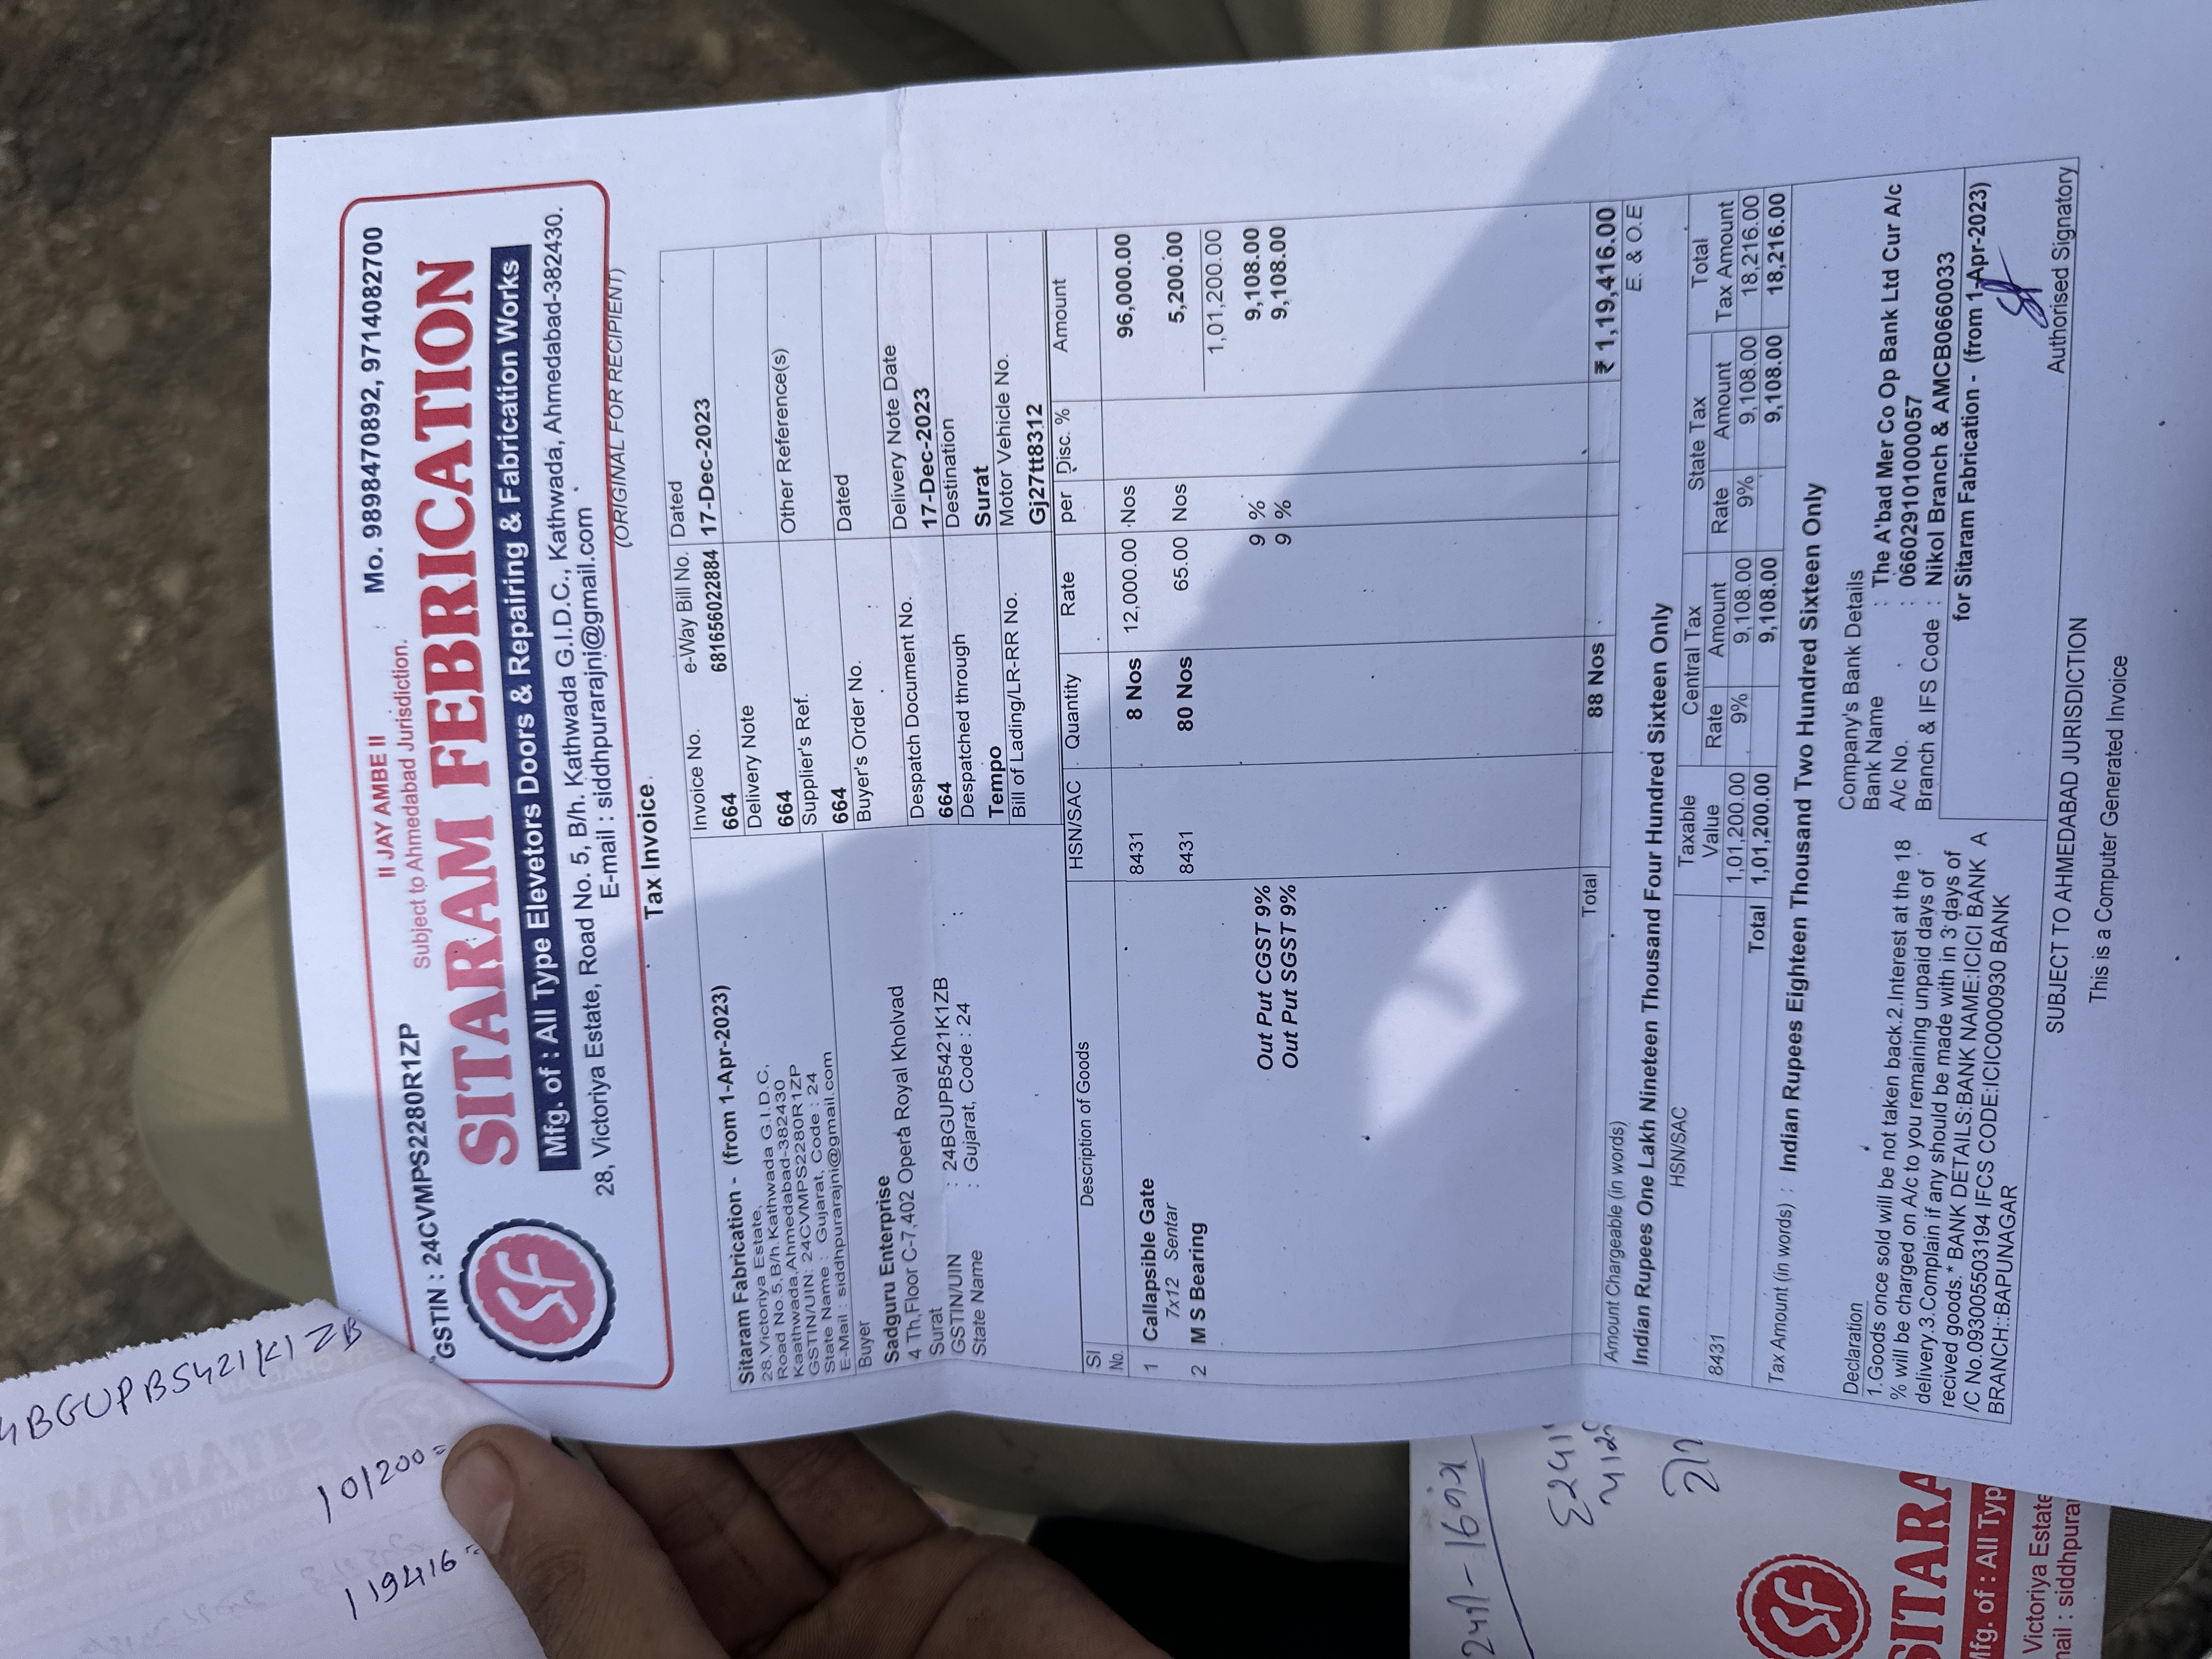 BGUPB5421K1ZB
101200=
119416=
|| JAY AMBE ||
Mo. 9898470892, 9714082700
GSTIN : 24CVMPS2280R1ZP
Subject to Ahmedabad Jurisdiction.
SF
SITARAM FEBRICATION
Mfg. of : All Type Elevetors Doors & Repairing & Fabrication Works
28, Victoriya Estate, Road No. 5, B/h. Kathwada G.I.D.C., Kathwada, Ahmedabad-382430.
E-mail : siddhpurarajni@gmail.com
(ORIGINAL FOR RECIPIENT)
Tax Invoice
Sitaram Fabrication - (from 1-Apr-2023)
28,Victoriya Estate,
Road No.5,B/h.Kathwada G.I.D.C,
Kaathwada,Ahmedabad-382430
GSTIN/UIN: 24CVMPS2280R1ZP
State Name : Gujarat, Code : 24
E-Mail : siddhpurarajni@gmail.com
Buyer
Sadguru Enterprise
4 Th,Floor C-7,402 Opera Royal Kholvad
Surat
GSTIN/UIN : 24BGUPB5421K1ZB
State Name : Gujarat, Code : 24
Invoice No. e-Way Bill No. Dated
664 681656022884 17-Dec-2023
Delivery Note
664
Supplier's Ref. Other Reference(s)
664
Buyer's Order No. Dated
Despatch Document No. Delivery Note Date
664 17-Dec-2023
Despatched through Destination
Tempo Surat
Bill of Lading/LR-RR No. Motor Vehicle No.
Gj27tt8312
Sl No. Description of Goods HSN/SAC Quantity Rate per Disc. % Amount
1 Callapsible Gate 8431 8 Nos 12,000.00 Nos 96,000.00
7x12 Sentar
2 M S Bearing 8431 80 Nos 65.00 Nos 5,200.00
1,01,200.00
Out Put CGST 9% 9 % 9,108.00
Out Put SGST 9% 9 % 9,108.00
Total 88 Nos ₹ 1,19,416.00
Amount Chargeable (in words) E. & O.E
Indian Rupees One Lakh Nineteen Thousand Four Hundred Sixteen Only
HSN/SAC Taxable Value Central Tax State Tax Total Tax Amount
Rate Amount Rate Amount
8431 1,01,200.00 9% 9,108.00 9% 9,108.00 18,216.00
Total 1,01,200.00 9,108.00 9,108.00 18,216.00
Tax Amount (in words) : Indian Rupees Eighteen Thousand Two Hundred Sixteen Only
Declaration
1.Goods once sold will be not taken back.2.Interest at the 18
% will be charged on A/c to you remaining unpaid days of
delivery.3.Complain if any should be made with in 3 days of
recived goods.* BANK DETAILS:BANK NAME:ICICI BANK A
/C No.093005503194 IFCS CODE:ICIC0000930 BANK
BRANCH::BAPUNAGAR
Company's Bank Details
Bank Name : The A'bad Mer Co Op Bank Ltd Cur A/c
A/c No. : 066029101000057
Branch & IFS Code : Nikol Branch & AMCB0660033
for Sitaram Fabrication - (from 1-Apr-2023)
Authorised Signatory
SUBJECT TO AHMEDABAD JURISDICTION
This is a Computer Generated Invoice
SF
SITARA
Mfg. of : All Typ
Victoriya Estate
mail : siddhpura